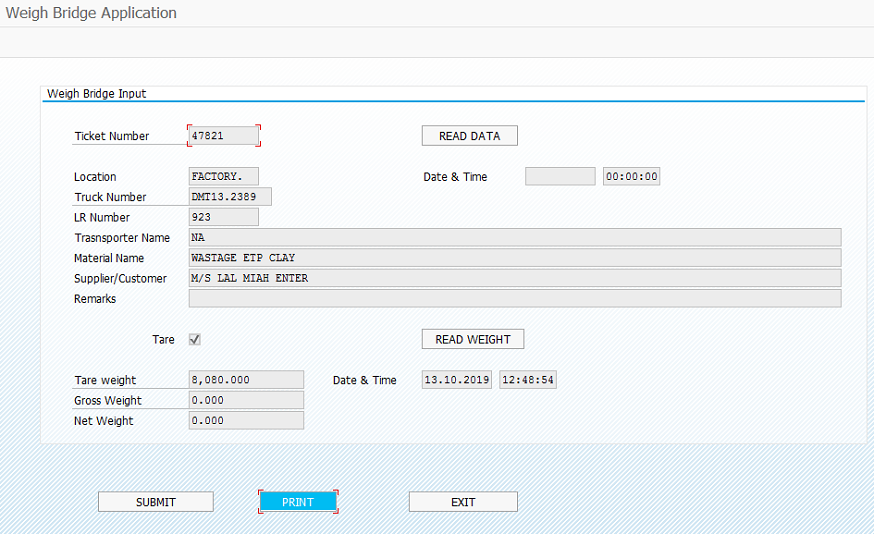 Weigh Bridge Application
Weigh Bridge Input
Ticket Number 47821 READ DATA
Location FACTORY. Date & Time 00:00:00
Truck Number DMT13.2389
LR Number 923
Trasnsporter Name NA
Material Name WASTAGE ETP CLAY
Supplier/Customer M/S LAL MIAH ENTER
Remarks
Tare READ WEIGHT
Tare weight 8,080.000 Date & Time 13.10.2019 12:48:54
Gross Weight 0.000
Net Weight 0.000
SUBMIT PRINT EXIT